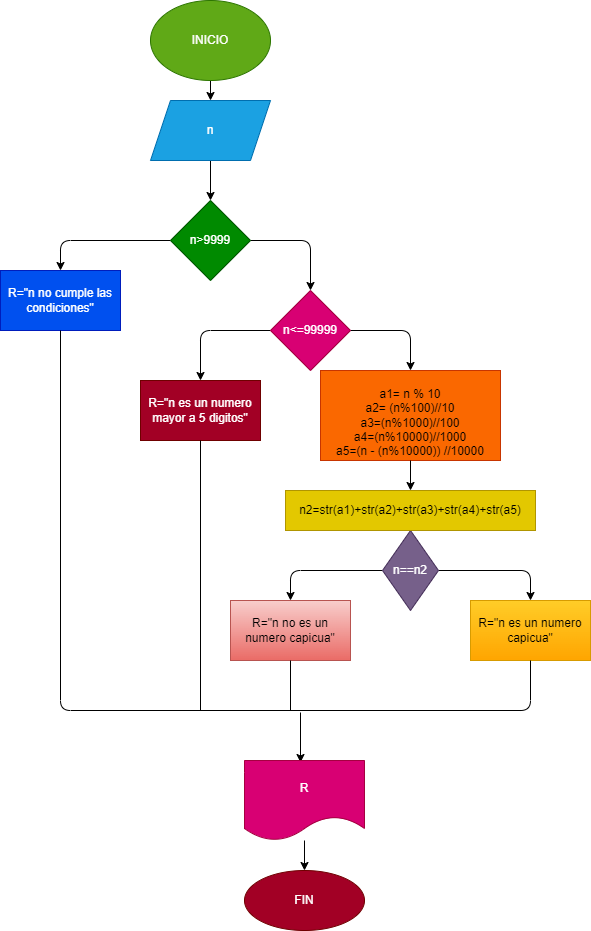 INICIO
n
n>9999
R="n no cumple las
condiciones"
n<=99999
R="n es un numero
mayor a 5 digitos"
a1= n % 10
a2= (n%100)//10
a3=(n%1000)//100
a4=(n%10000)//1000
a5=(n - (n%10000)) //10000
n2=str(a1)+str(a2)+str(a3)+str(a4)+str(a5)
n==n2
R="n no es un
numero capicua"
R="n es un numero
capicua"
R
FIN